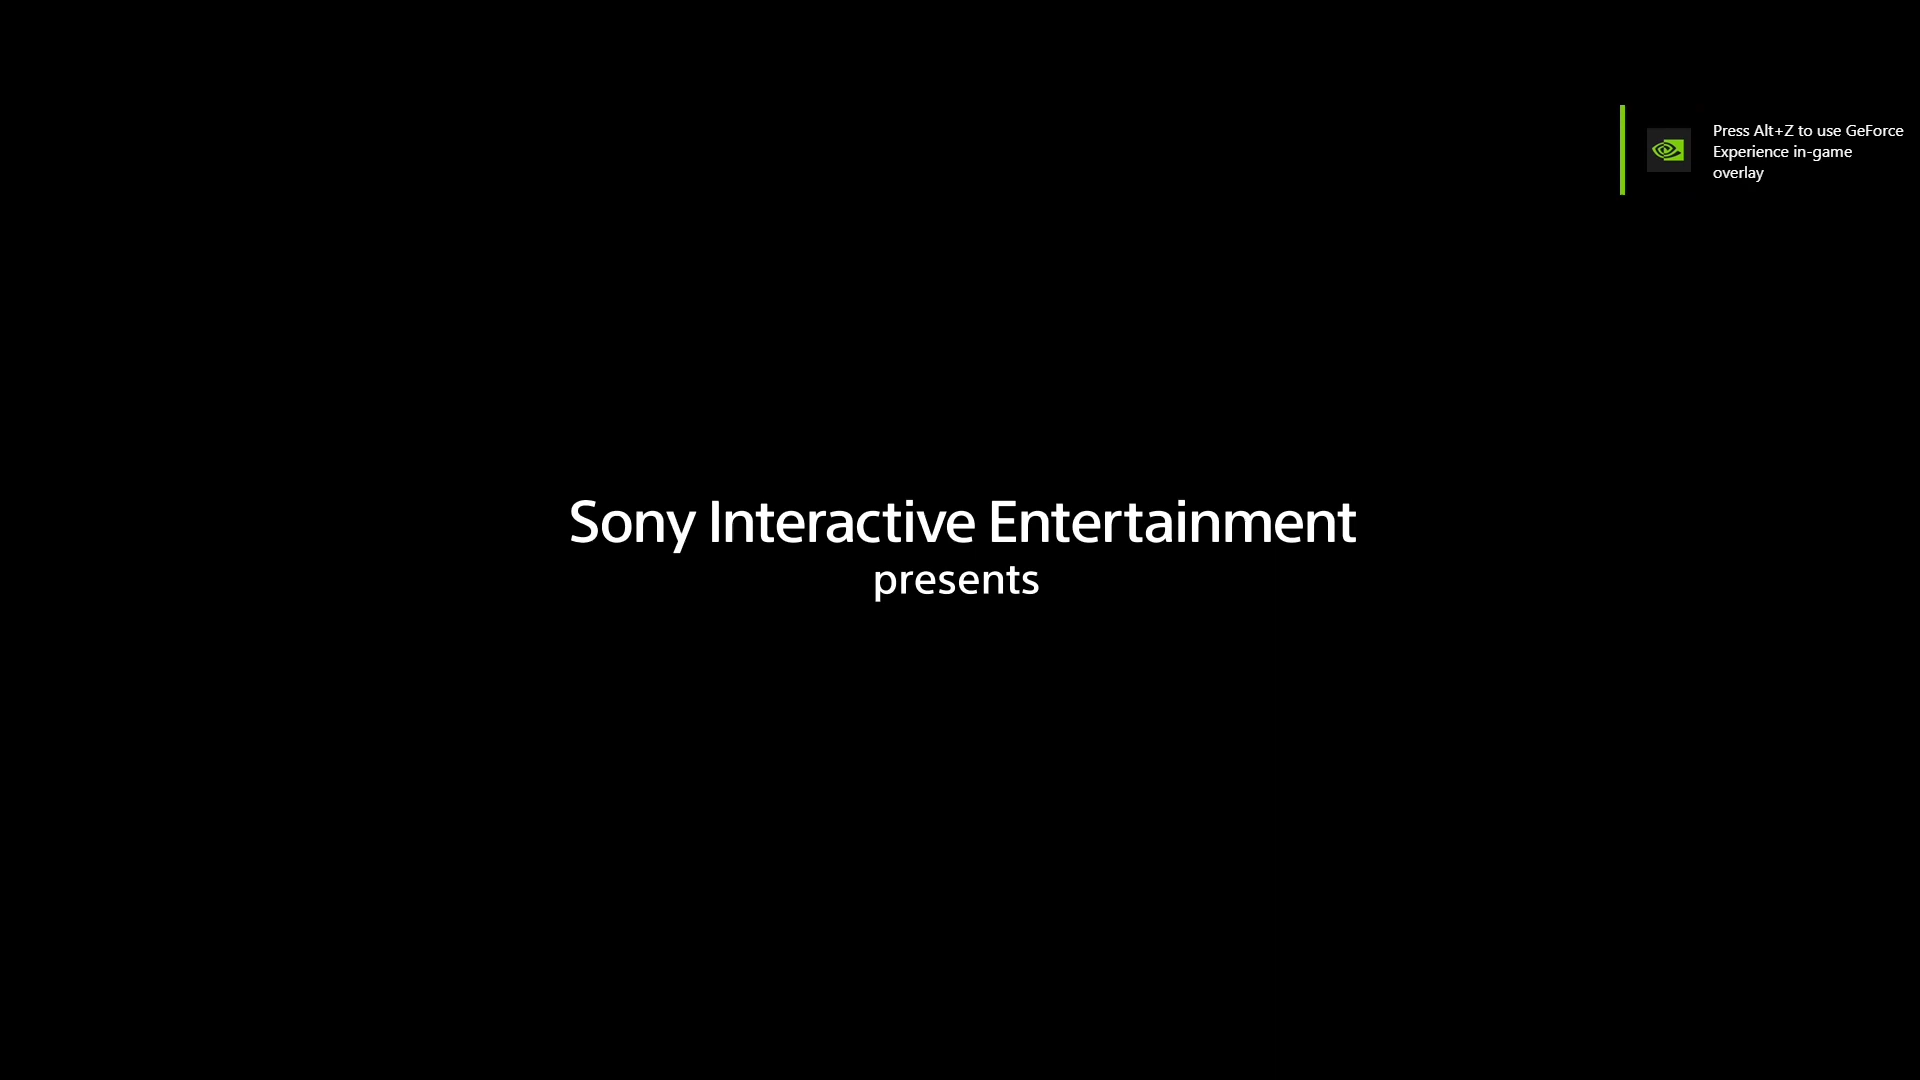 Press Alt+Z to use GeForce
Experience in-game
overlay
Sony Interactive Entertainment
presents